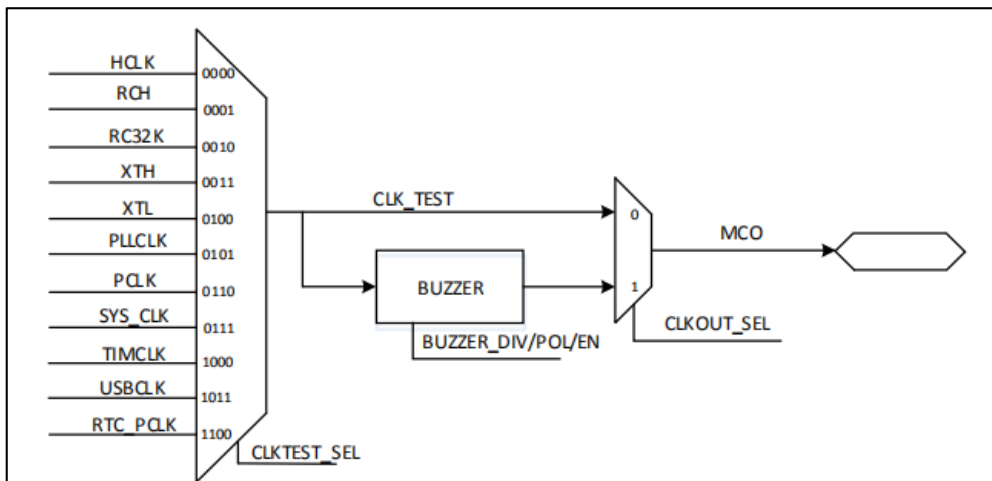 HCLK
0000
RCH
0001
RC32K
0010
XTH
0011
XTL
0100
PLLCLK
0101
PCLK
0110
SYS_CLK
0111
TIMCLK
1000
USBCLK
1011
RTC_PCLK
1100
CLKTEST_SEL
CLK_TEST
BUZZER
BUZZER_DIV/POL/EN
0
1
CLKOUT_SEL
MCO